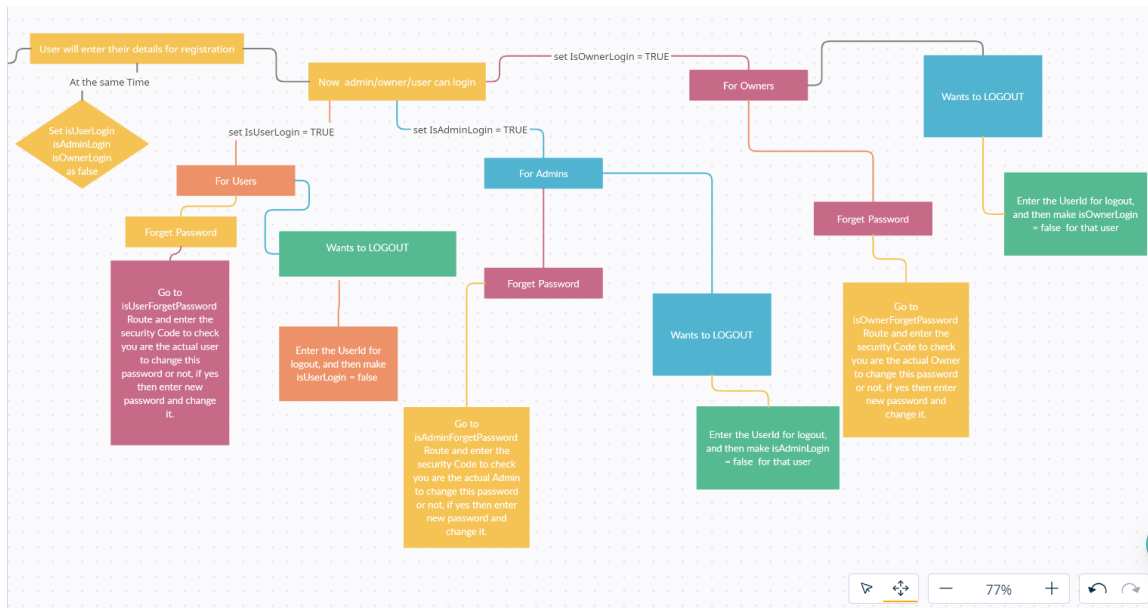 User will enter their details for registration
At the same Time
Set isUserLogin
isAdminLogin
isOwnerLogin
as false
Now admin/owner/user can login
set IsOwnerLogin = TRUE
set IsUserLogin = TRUE
set IsAdminLogin = TRUE
For Owners
Wants to LOGOUT
Enter the UserId for logout,
and then make isOwnerLogin
= false for that user
Forget Password
Go to
isOwnerForgetPassword
Route and enter the
security Code to check
you are the actual Owner
to change this password
or not, if yes then enter
new password and
change it.
For Users
Forget Password
Go to
isUserForgetPassword
Route and enter the
security Code to check
you are the actual user
to change this
password or not, if yes
then enter new
password and change
it.
Wants to LOGOUT
Enter the UserId for
logout, and then make
isUserLogin = false
For Admins
Forget Password
Go to
isAdminForgetPassword
Route and enter the
security Code to check
you are the actual Admin
to change this password
or not, if yes then enter
new password and
change it.
Wants to LOGOUT
Enter the UserId for logout,
and then make isAdminLogin
= false for that user
77%